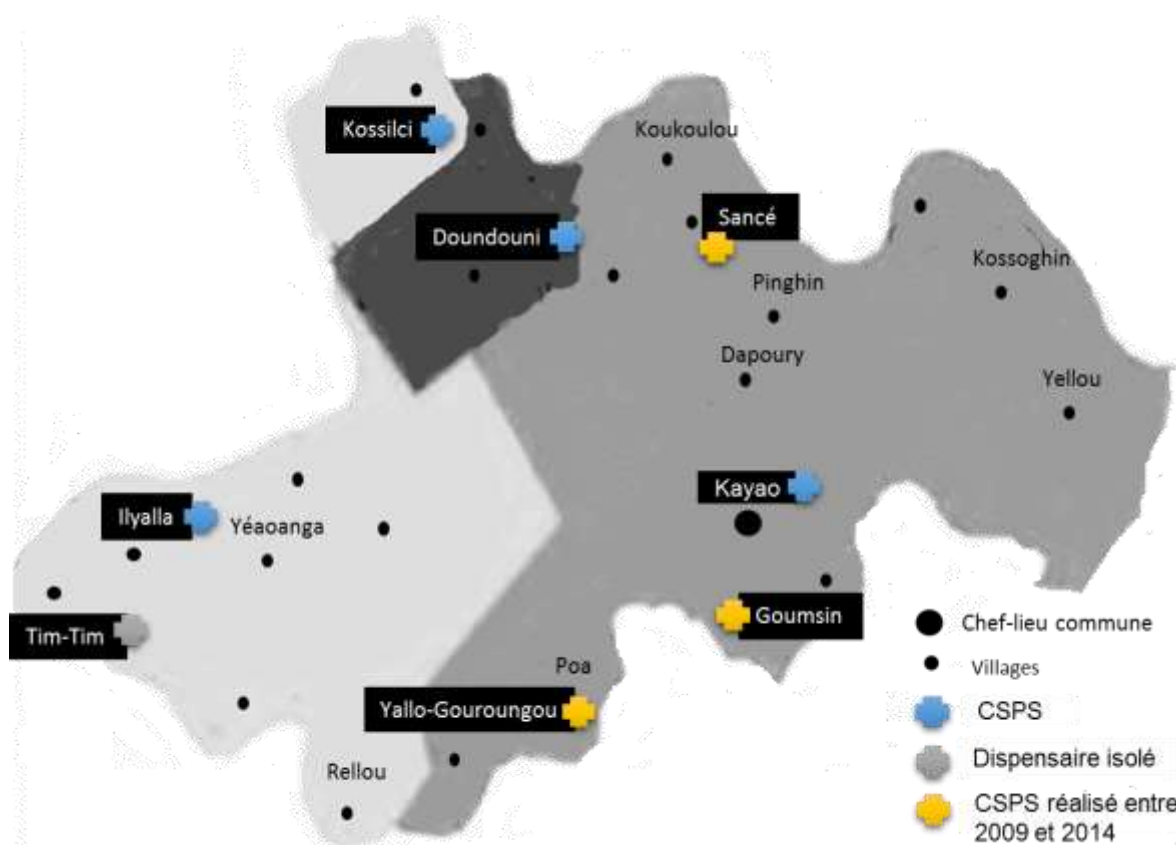 Kossilci
Koukoulou
Sancé
Doundouni
Kossoghin
Pinghin
Dapoury
Yellou
Kayao
Ilyalla
Yéaoanga
Goumsin
Tim-Tim
Poa
Yallo-Gouroungou
Rellou
Chef-lieu commune
Villages
CSPS
Dispensaire isolé
CSPS réalisé entre
2009 et 2014